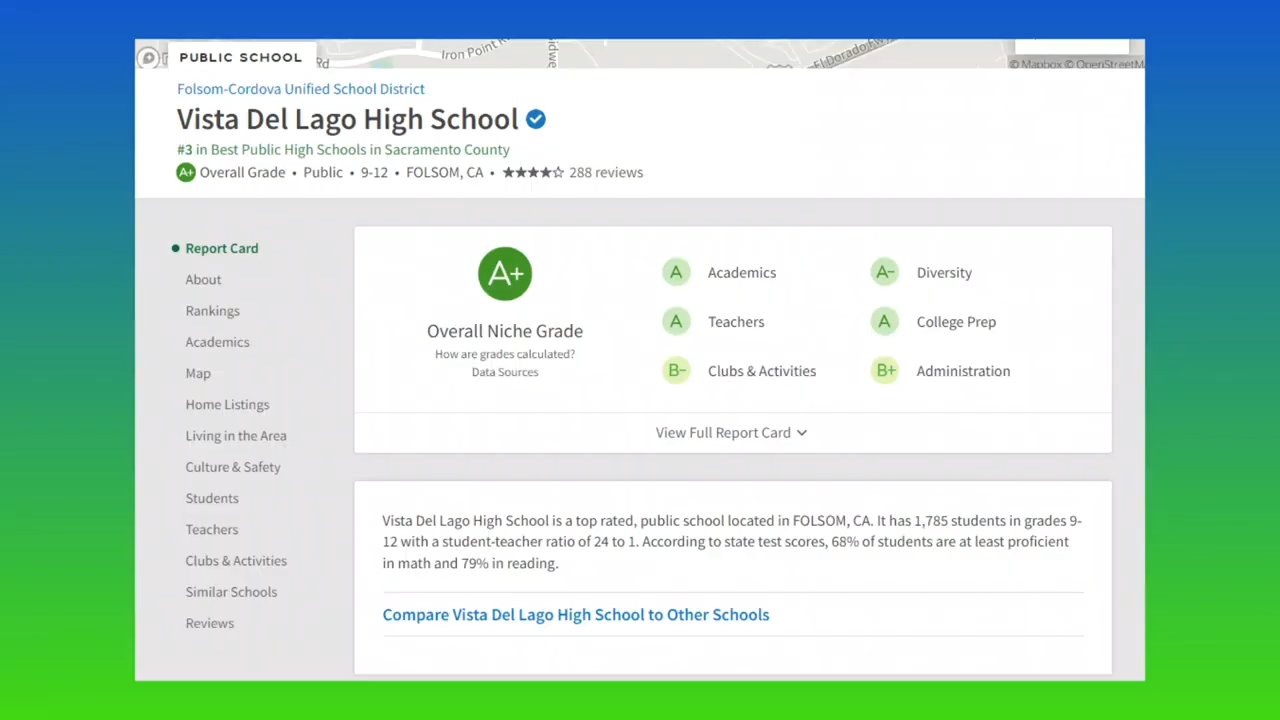 Iron Point R
idwe
El Dorado Fwy
PUBLIC SCHOOL
Rd
© Mapbox © OpenStreetM
Folsom-Cordova Unified School District
Vista Del Lago High School
#3 in Best Public High Schools in Sacramento County
A+ Overall Grade • Public • 9-12 • FOLSOM, CA • ★★★★☆ 288 reviews
Report Card
About
Rankings
Academics
Map
Home Listings
Living in the Area
Culture & Safety
Students
Teachers
Clubs & Activities
Similar Schools
Reviews
A+
Overall Niche Grade
How are grades calculated?
Data Sources
A Academics
A- Diversity
A Teachers
A College Prep
B- Clubs & Activities
B+ Administration
View Full Report Card
Vista Del Lago High School is a top rated, public school located in FOLSOM, CA. It has 1,785 students in grades 9-
12 with a student-teacher ratio of 24 to 1. According to state test scores, 68% of students are at least proficient
in math and 79% in reading.
Compare Vista Del Lago High School to Other Schools